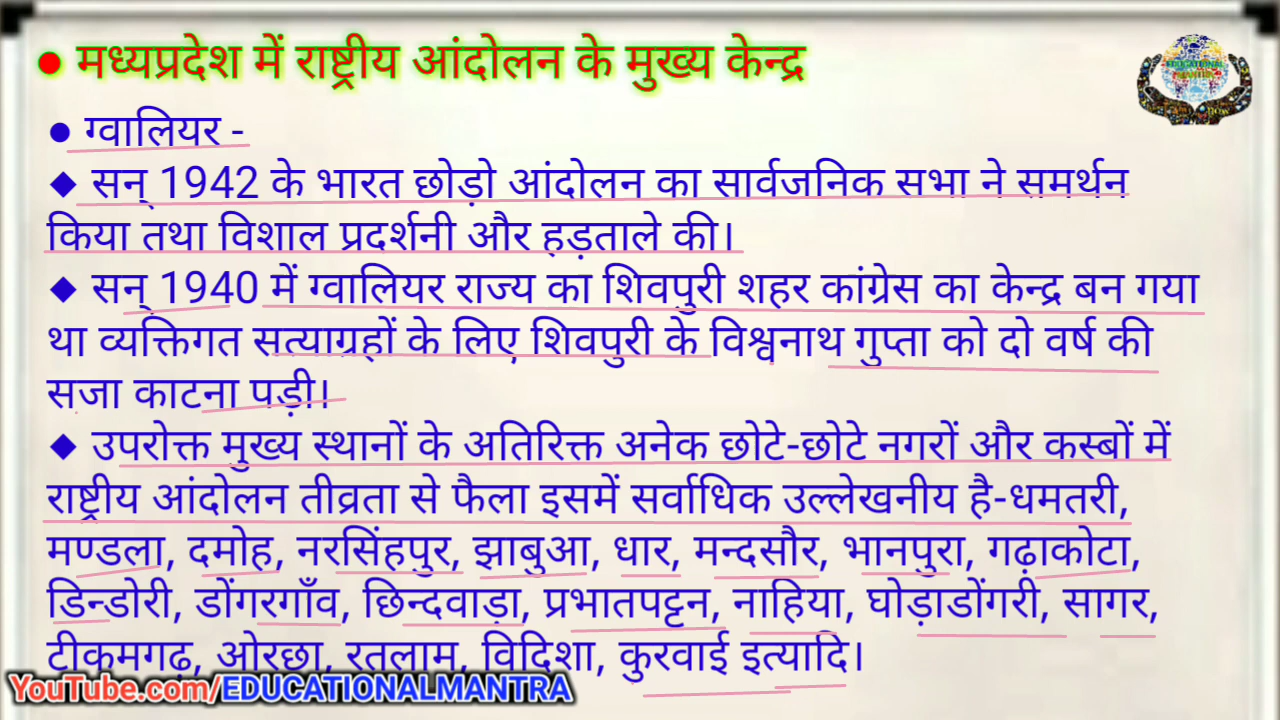 ● मध्यप्रदेश में राष्ट्रीय आंदोलन के मुख्य केन्द्र
EDUCATIONAL
MANTRA
● ग्वालियर -
◆ सन् 1942 के भारत छोड़ो आंदोलन का सार्वजनिक सभा ने समर्थन
किया तथा विशाल प्रदर्शनी और हड़ताले की।
◆ सन् 1940 में ग्वालियर राज्य का शिवपुरी शहर कांग्रेस का केन्द्र बन गया
था व्यक्तिगत सत्याग्रहों के लिए शिवपुरी के विश्वनाथ गुप्ता को दो वर्ष की
सजा काटना पड़ी।
◆ उपरोक्त मुख्य स्थानों के अतिरिक्त अनेक छोटे-छोटे नगरों और कस्बों में
राष्ट्रीय आंदोलन तीव्रता से फैला इसमें सर्वाधिक उल्लेखनीय है-धमतरी,
मण्डला, दमोह, नरसिंहपुर, झाबुआ, धार, मन्दसौर, भानपुरा, गढ़ाकोटा,
डिन्डोरी, डोंगरगाँव, छिन्दवाड़ा, प्रभातपट्टन, नाहिया, घोड़ाडोंगरी, सागर,
टीकमगढ़, ओरछा, रतलाम, विदिशा, कुरवाई इत्यादि।
YouTube.com/EDUCATIONALMANTRA